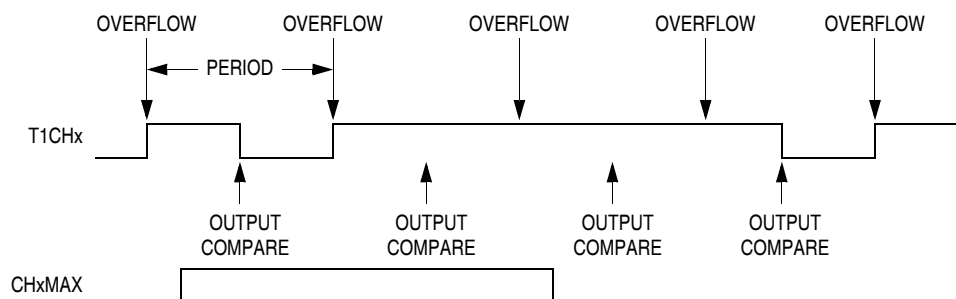 OVERFLOW OVERFLOW OVERFLOW OVERFLOW OVERFLOW
PERIOD
T1CHx
OUTPUT COMPARE
OUTPUT COMPARE
OUTPUT COMPARE
OUTPUT COMPARE
CHxMAX